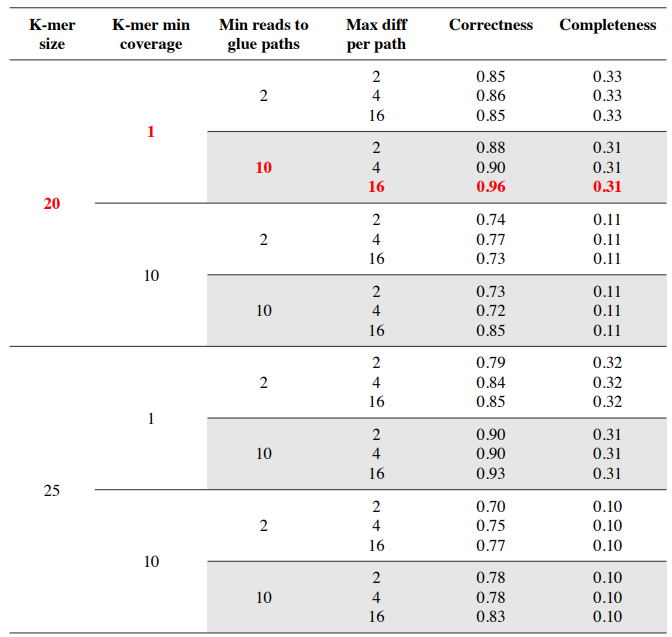 K-mer size K-mer min coverage Min reads to glue paths Max diff per path Correctness Completeness
2 0.85 0.33
2 4 0.86 0.33
16 0.85 0.33
1
2 0.88 0.31
10 4 0.90 0.31
16 0.96 0.31
20
2 0.74 0.11
2 4 0.77 0.11
16 0.73 0.11
10
2 0.73 0.11
10 4 0.72 0.11
16 0.85 0.11
2 0.79 0.32
2 4 0.84 0.32
16 0.85 0.32
1
2 0.90 0.31
10 4 0.90 0.31
16 0.93 0.31
25
2 0.70 0.10
2 4 0.75 0.10
16 0.77 0.10
10
2 0.78 0.10
10 4 0.78 0.10
16 0.83 0.10